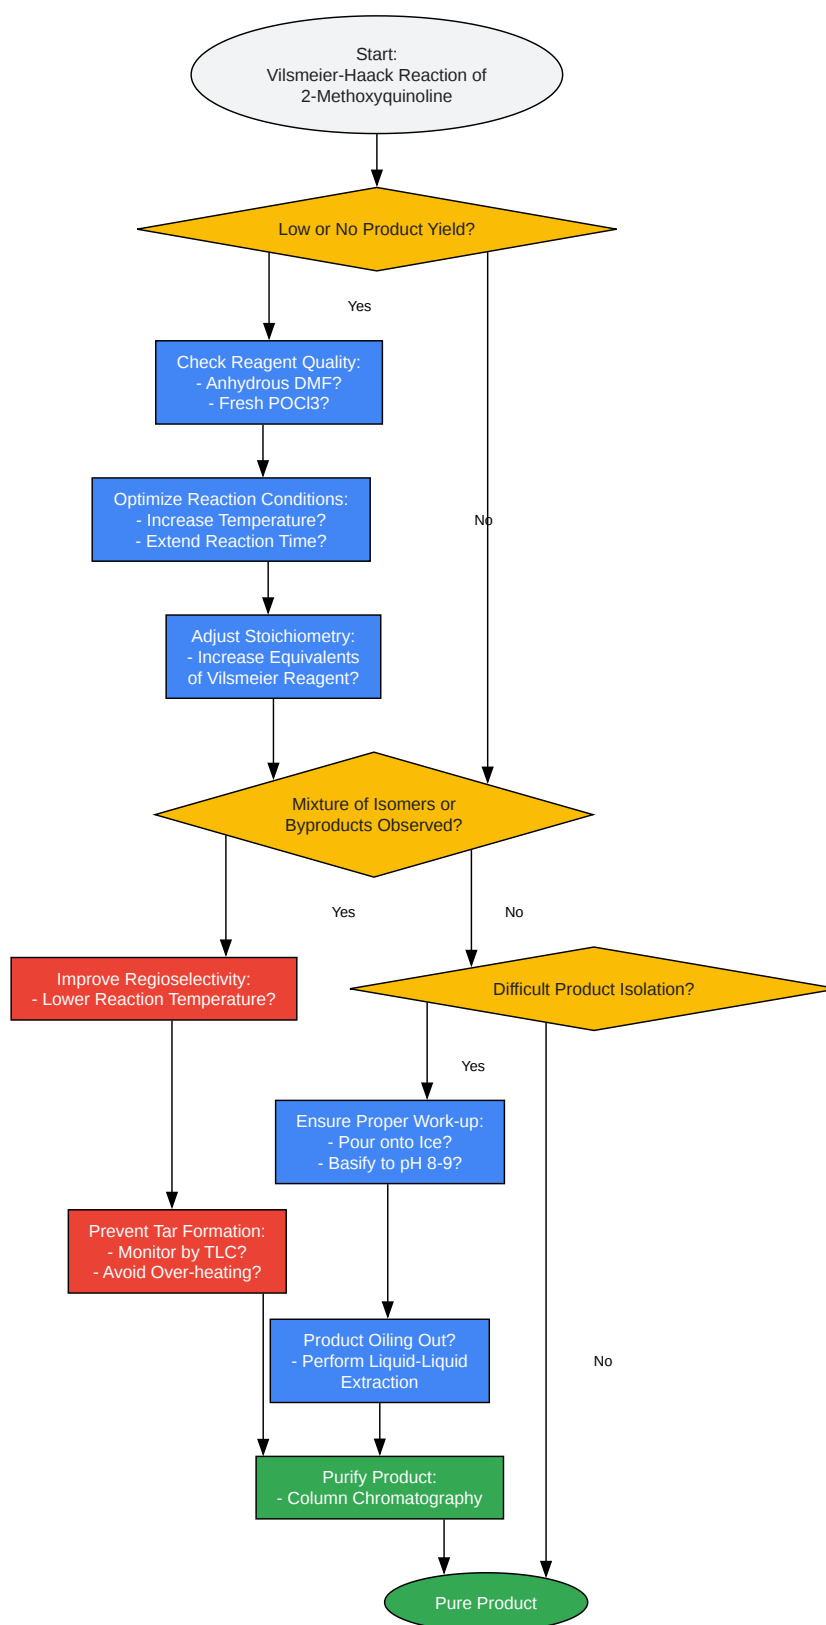 Start:
Vilsmeier-Haack Reaction of
2-Methoxyquinoline
Low or No Product Yield?
Yes
Check Reagent Quality:
- Anhydrous DMF?
- Fresh POCl3?
Optimize Reaction Conditions:
- Increase Temperature?
- Extend Reaction Time?
No
Adjust Stoichiometry:
- Increase Equivalents
of Vilsmeier Reagent?
Mixture of Isomers or
Byproducts Observed?
Yes
No
Improve Regioselectivity:
- Lower Reaction Temperature?
Difficult Product Isolation?
Yes
Ensure Proper Work-up:
- Pour onto Ice?
- Basify to pH 8-9?
Prevent Tar Formation:
- Monitor by TLC?
- Avoid Over-heating?
Product Oiling Out?
- Perform Liquid-Liquid
Extraction
No
Purify Product:
- Column Chromatography
Pure Product